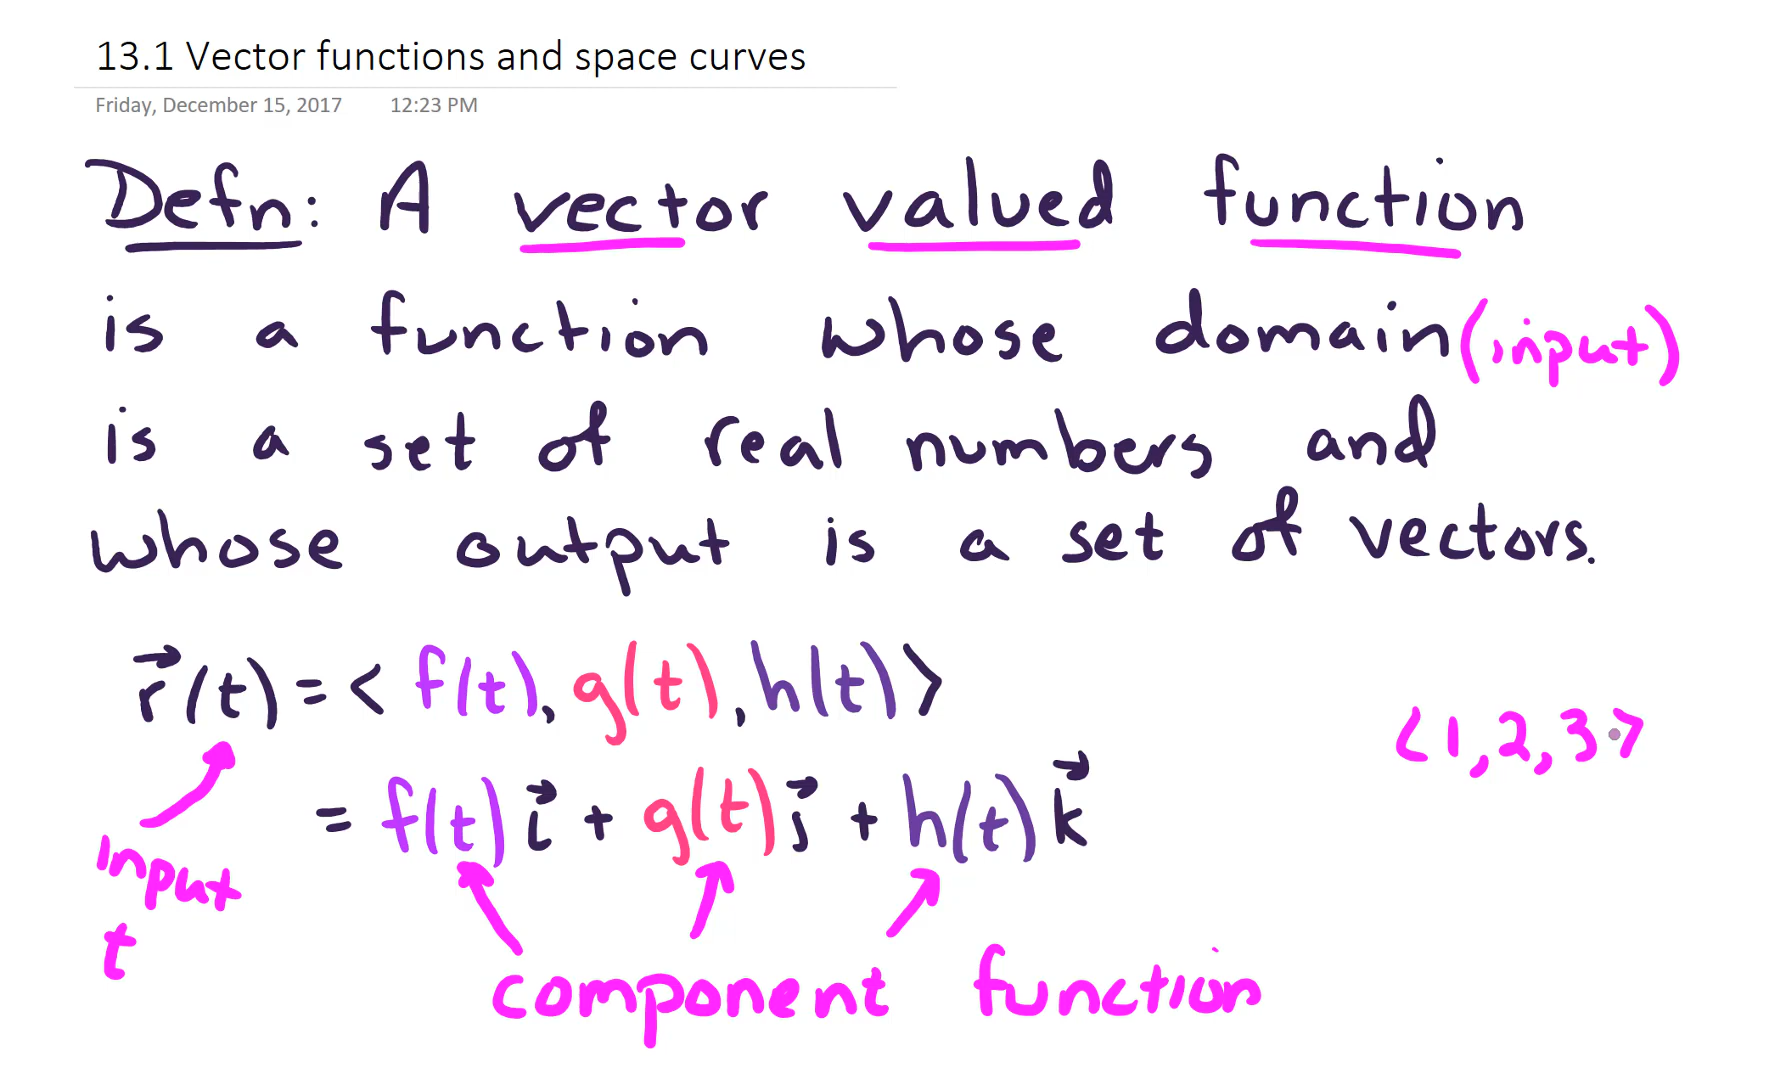 13.1 Vector functions and space curves
Friday, December 15, 2017 12:23 PM
Defn: A vector valued function
is a function whose domain (input)
is a set of real numbers and
whose output is a set of vectors.
r⃗(t) = < f(t), g(t), h(t) >
<1, 2, 3>
= f(t) i⃗ + g(t) j⃗ + h(t) k⃗
input
t
component function